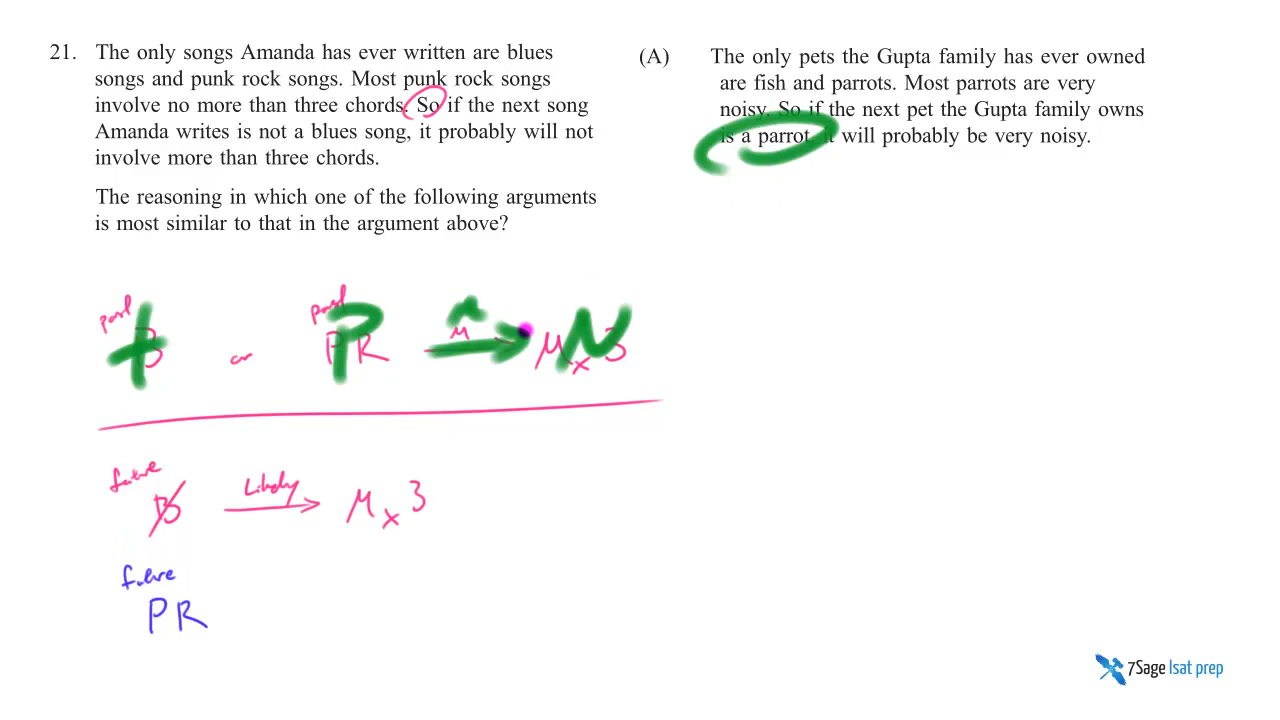 21. The only songs Amanda has ever written are blues
songs and punk rock songs. Most punk rock songs
involve no more than three chords. So if the next song
Amanda writes is not a blues song, it probably will not
involve more than three chords.
The reasoning in which one of the following arguments
is most similar to that in the argument above?
(A) The only pets the Gupta family has ever owned
are fish and parrots. Most parrots are very
noisy. So if the next pet the Gupta family owns
is a parrot, it will probably be very noisy.
past past
B or PR M Mx3
F P M N
future
B Likely Mx3
future
PR
7Sage lsat prep